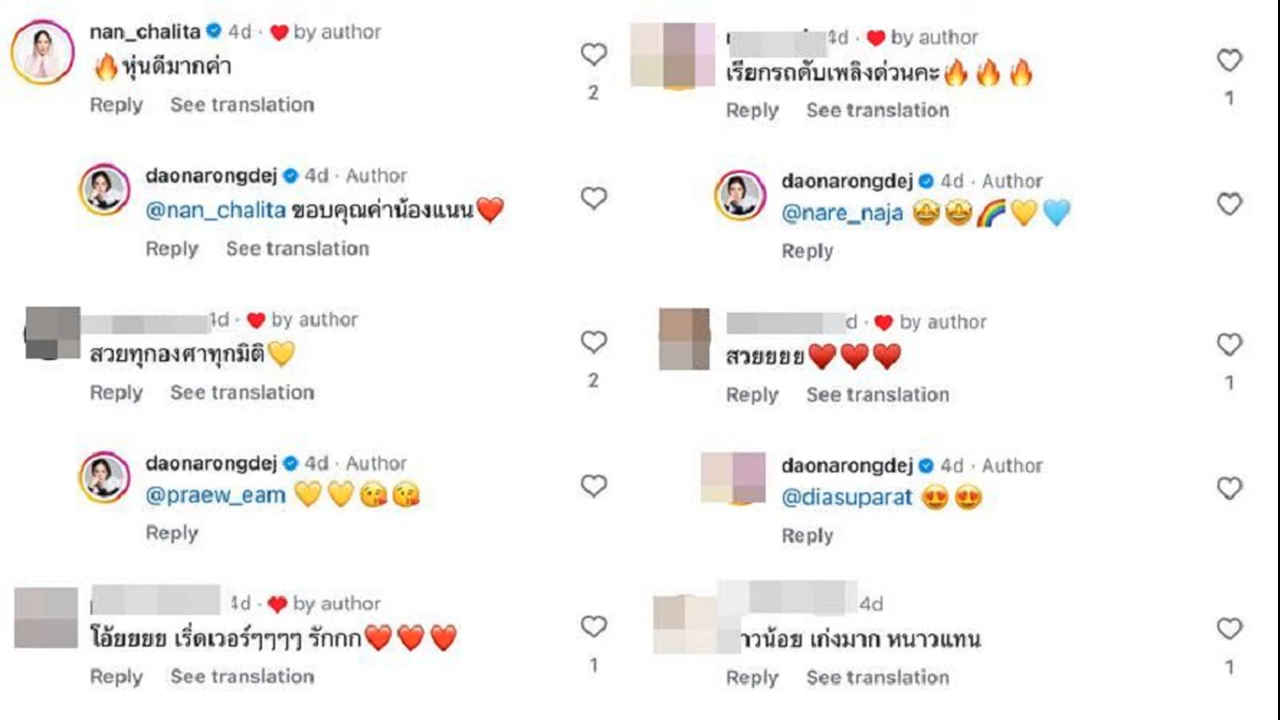 nan_chalita 4d · ❤️ by author
🔥หุ่นดีมากค่า
Reply See translation
2
daonarongdej 4d · Author
@nan_chalita ขอบคุณค่าน้องแนน❤️
Reply See translation
4d · ❤️ by author
สวยทุกองศาทุกมิติ💛
Reply See translation
2
daonarongdej 4d · Author
@praew_eam 💛💛😘😘
Reply
4d · ❤️ by author
โอ้ยยยย เริ่ดเวอร์ๆๆๆๆ รักกก❤️❤️❤️
Reply See translation
1
4d · ❤️ by author
เรียกรถดับเพลิงด่วนคะ🔥🔥🔥
Reply See translation
1
daonarongdej 4d · Author
@nare_naja 🤩🤩🌈💛🩵
Reply
d · ❤️ by author
สวยยยย❤️❤️❤️
Reply See translation
1
daonarongdej 4d · Author
@diasuparat 😍😍
Reply
4d
าวน้อย เก่งมาก หนาวแทน
Reply See translation
1